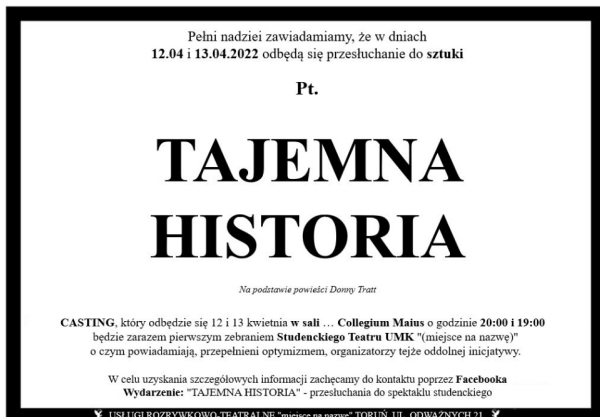 Pełni nadziei zawiadamiamy, że w dniach
12.04 i 13.04.2022 odbędą się przesłuchanie do sztuki
Pt.
TAJEMNA
HISTORIA
Na podstawie powieści Donny Tratt
CASTING, który odbędzie się 12 i 13 kwietnia w sali … Collegium Maius o godzinie 20:00 i 19:00
będzie zarazem pierwszym zebraniem Studenckiego Teatru UMK "(miejsce na nazwę)"
o czym powiadamiają, przepełnieni optymizmem, organizatorzy tejże oddolnej inicjatywy.
W celu uzyskania szczegółowych informacji zachęcamy do kontaktu poprzez Facebooka
Wydarzenie: "TAJEMNA HISTORIA" - przesłuchania do spektaklu studenckiego
USŁUGI ROZRYWKOWO-TEATRALNE "miejsce na nazwę" TORUŃ, UL. ODWAŻNYCH 21